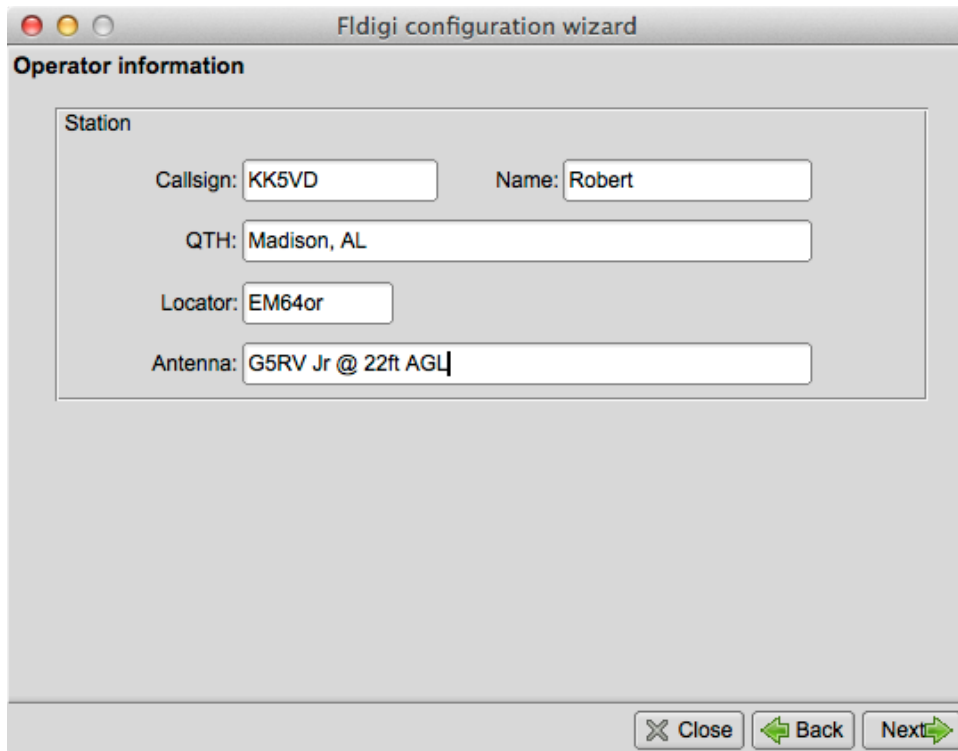 Fldigi configuration wizard
Operator information
Station
Callsign: KK5VD Name: Robert
QTH: Madison, AL
Locator: EM64or
Antenna: G5RV Jr @ 22ft AGL
Close Back Next